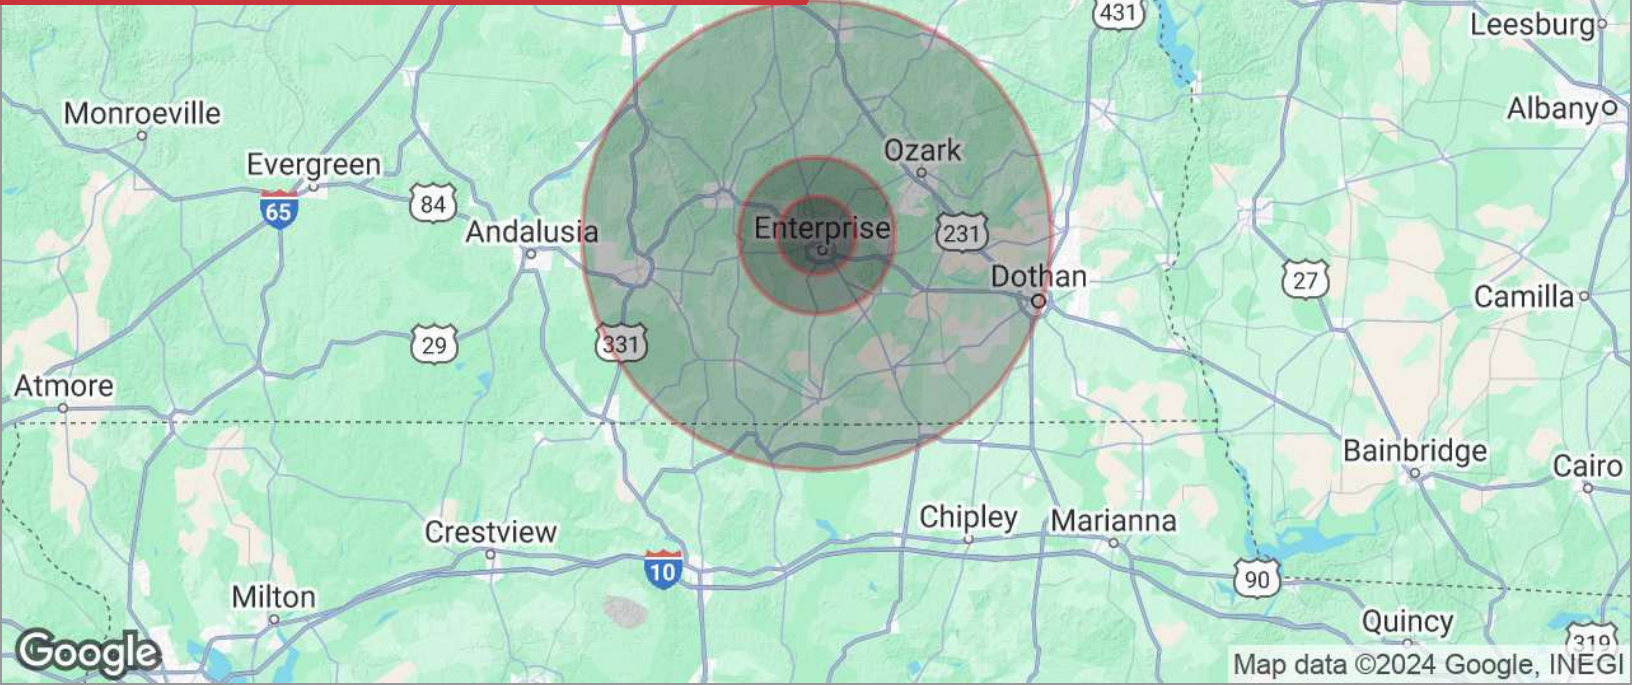 431
Leesburg
Monroeville
Albany
Evergreen
Ozark
65
84
Andalusia
Enterprise
231
Dothan
27
Camilla
29
331
Atmore
Bainbridge
Cairo
Crestview
Chipley
Marianna
10
90
Milton
Quincy
319
Google
Map data ©2024 Google, INEGI